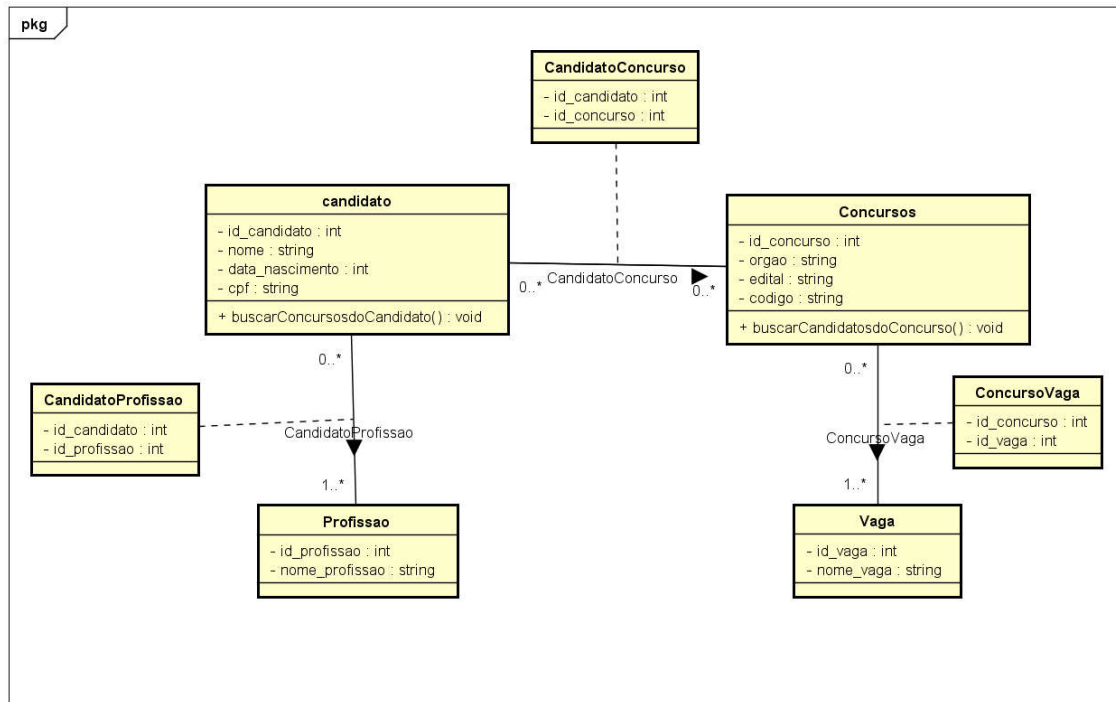 pkg
CandidatoConcurso
- id_candidato : int
- id_concurso : int
candidato
- id_candidato : int
- nome : string
- data_nascimento : int
- cpf : string
+ buscarConcursosdoCandidato() : void
Concursos
- id_concurso : int
- orgao : string
- edital : string
- codigo : string
+ buscarCandidatosdoConcurso() : void
0..*
CandidatoConcurso
0..*
0..*
0..*
CandidatoProfissao
- id_candidato : int
- id_profissao : int
CandidatoProfissao
ConcursoVaga
ConcursoVaga
- id_concurso : int
- id_vaga : int
1..*
1..*
Profissao
- id_profissao : int
- nome_profissao : string
Vaga
- id_vaga : int
- nome_vaga : string